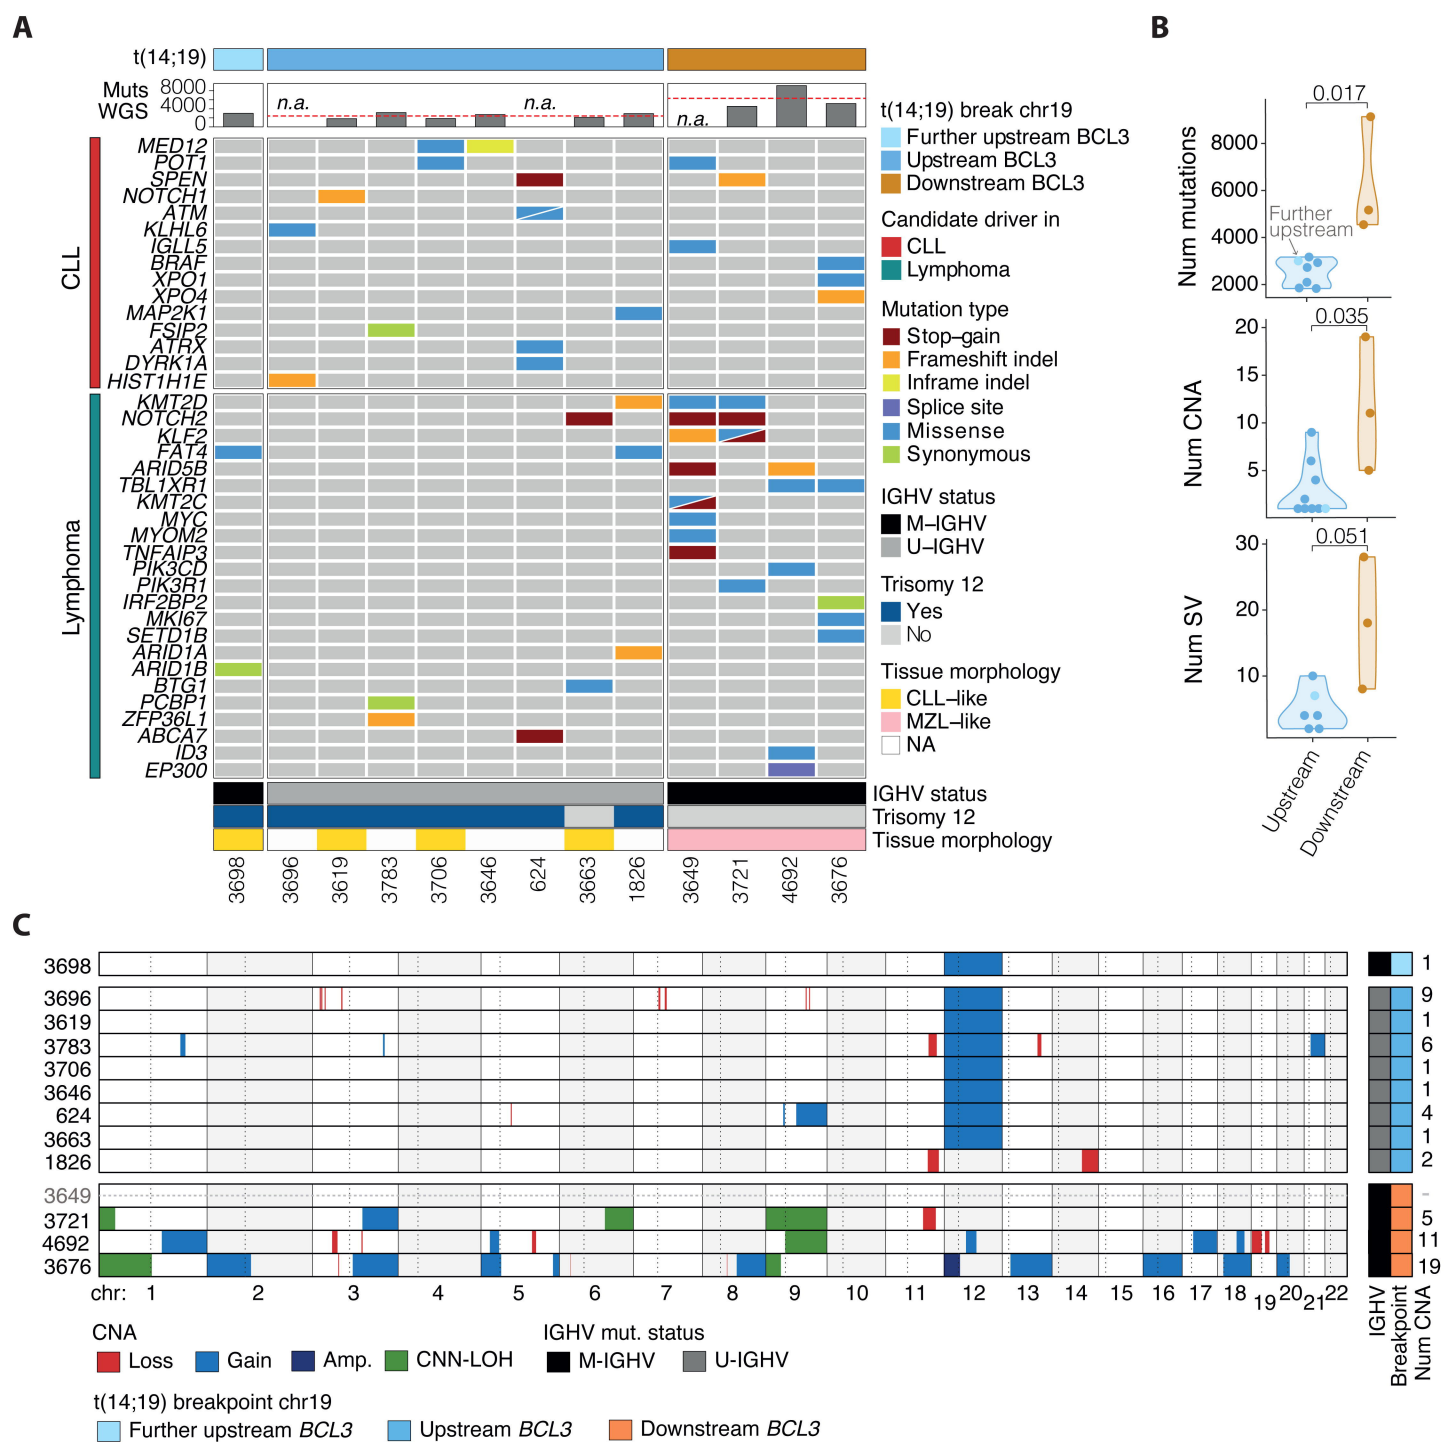 A
B
t(14;19)
Muts
WGS
8000
4000
0
n.a.
n.a.
n.a.
CLL
MED12
POT1
SPEN
NOTCH1
ATM
KLHL6
IGLL5
BRAF
XPO1
XPO4
MAP2K1
FSIP2
ATRX
DYRK1A
HIST1H1E
Lymphoma
KMT2D
NOTCH2
KLF2
FAT4
ARID5B
TBL1XR1
KMT2C
MYC
MYOM2
TNFAIP3
PIK3CD
PIK3R1
IRF2BP2
MKI67
SETD1B
ARID1A
ARID1B
BTG1
PCBP1
ZFP36L1
ABCA7
ID3
EP300
IGHV status
Trisomy 12
Tissue morphology
3698 3696 3619 3783 3706 3646 624 3663 1826 3649 3721 4692 3676
t(14;19) break chr19
Further upstream BCL3
Upstream BCL3
Downstream BCL3
Candidate driver in
CLL
Lymphoma
Mutation type
Stop–gain
Frameshift indel
Inframe indel
Splice site
Missense
Synonymous
IGHV status
M–IGHV
U–IGHV
Trisomy 12
Yes
No
Tissue morphology
CLL–like
MZL–like
NA
Num mutations
0.017
8000
6000
4000
2000
Further
upstream
Num CNA
0.035
20
15
10
5
Num SV
0.051
30
20
10
Upstream
Downstream
C
3698 1
3696 9
3619 1
3783 6
3706 1
3646 1
624 4
3663 1
1826 2
3649 -
3721 5
4692 11
3676 19
chr: 1 2 3 4 5 6 7 8 9 10 11 12 13 14 15 16 17 18 19 20 21 22
IGHV
Breakpoint
Num CNA
CNA
Loss Gain Amp. CNN-LOH
IGHV mut. status
M-IGHV U-IGHV
t(14;19) breakpoint chr19
Further upstream BCL3 Upstream BCL3 Downstream BCL3